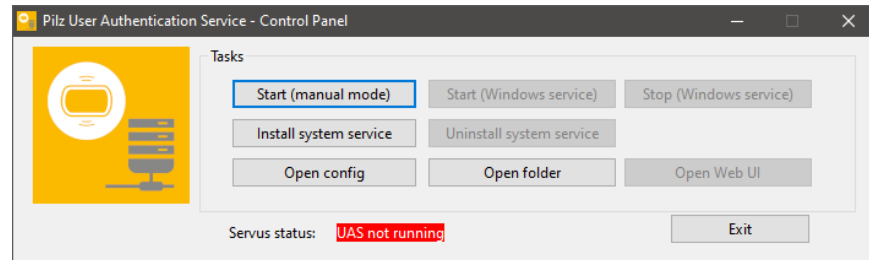 Pilz User Authentication Service - Control Panel
Tasks
Start (manual mode) Start (Windows service) Stop (Windows service)
Install system service Uninstall system service
Open config Open folder Open Web UI
Servus status: UAS not running Exit